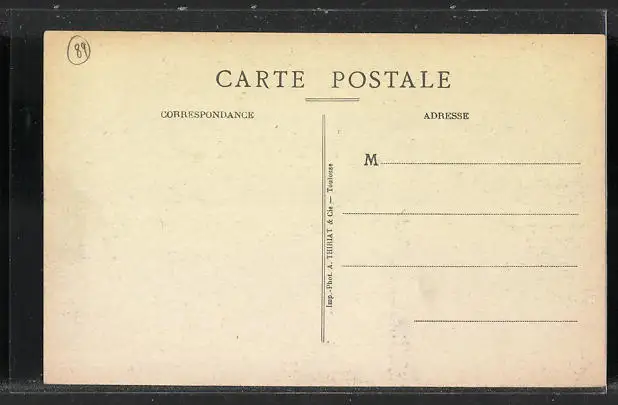 89
CARTE POSTALE
CORRESPONDANCE
ADRESSE
M
Imp.-Phot. A. THIRIAT & Cie — Toulouse